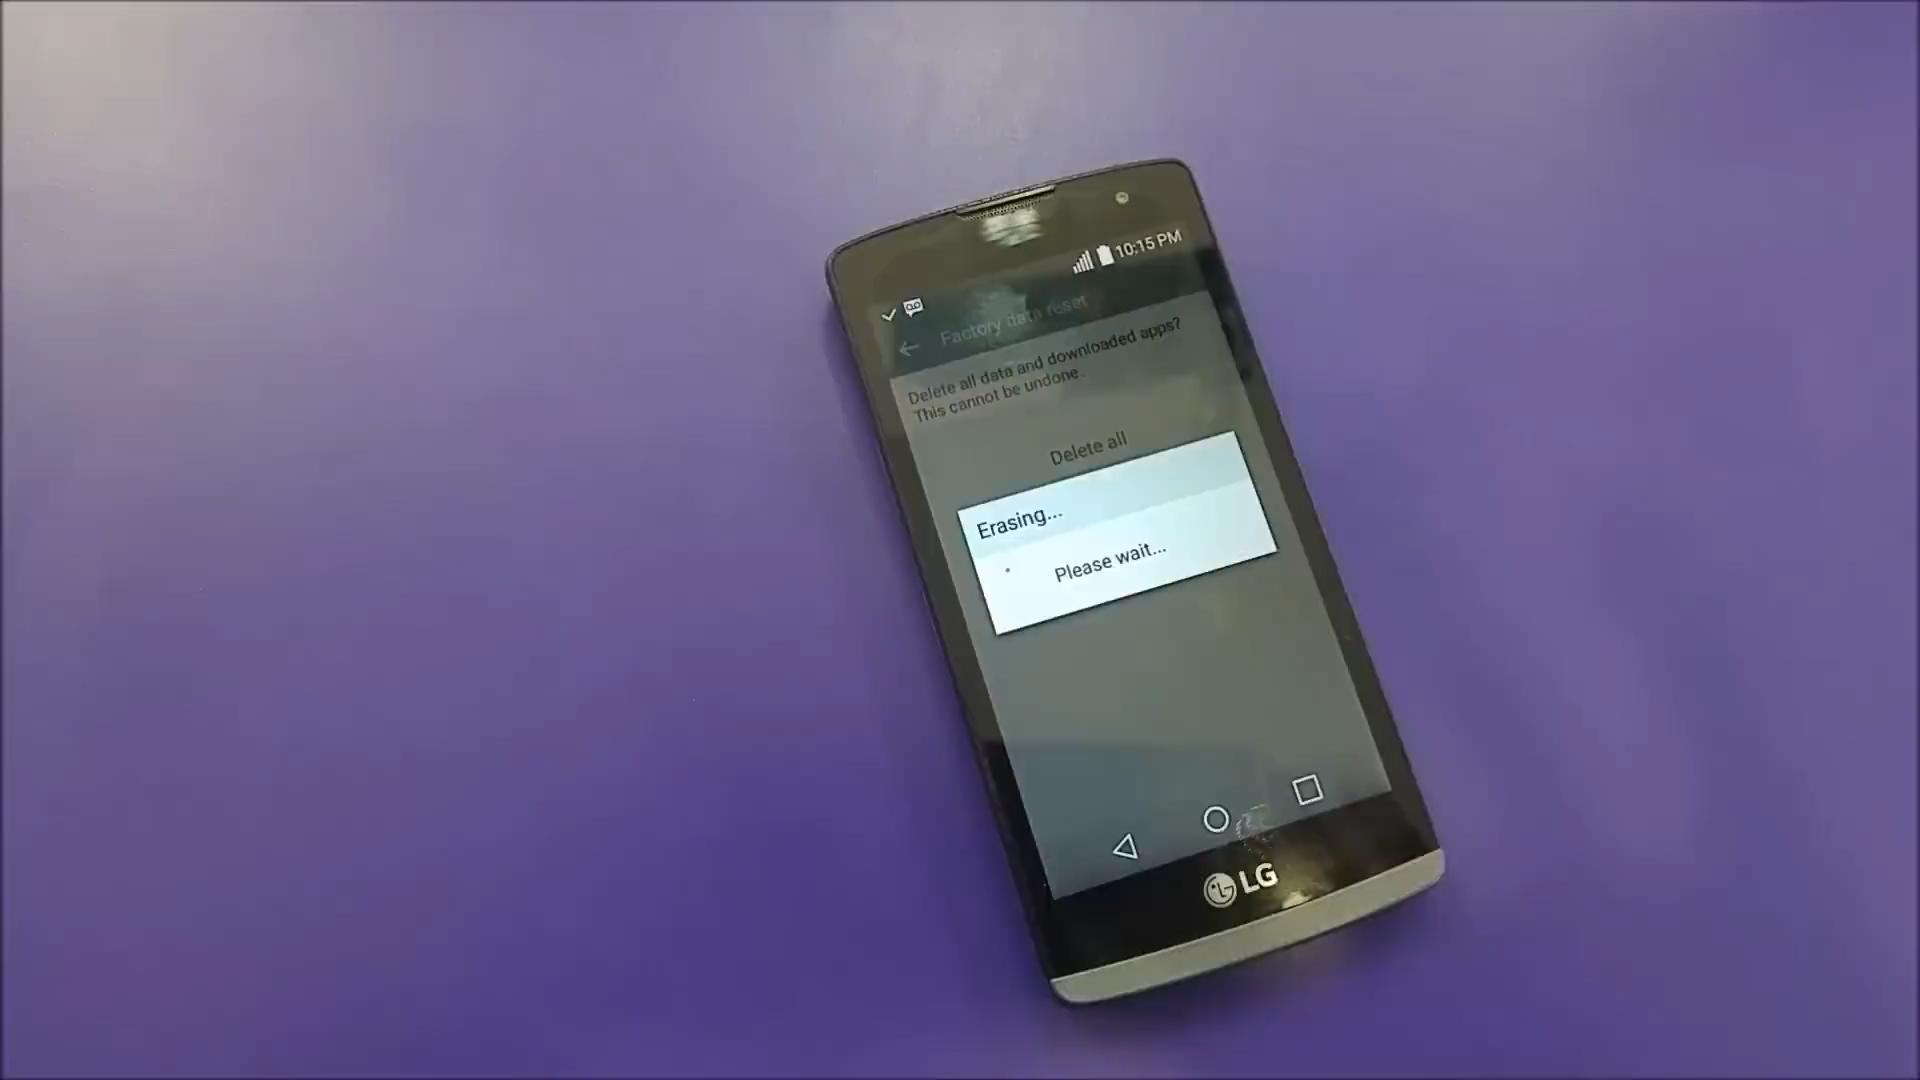 10:15 PM
Factory data reset
Delete all data and downloaded apps?
This cannot be undone.
Delete all
Erasing...
Please wait...
LG